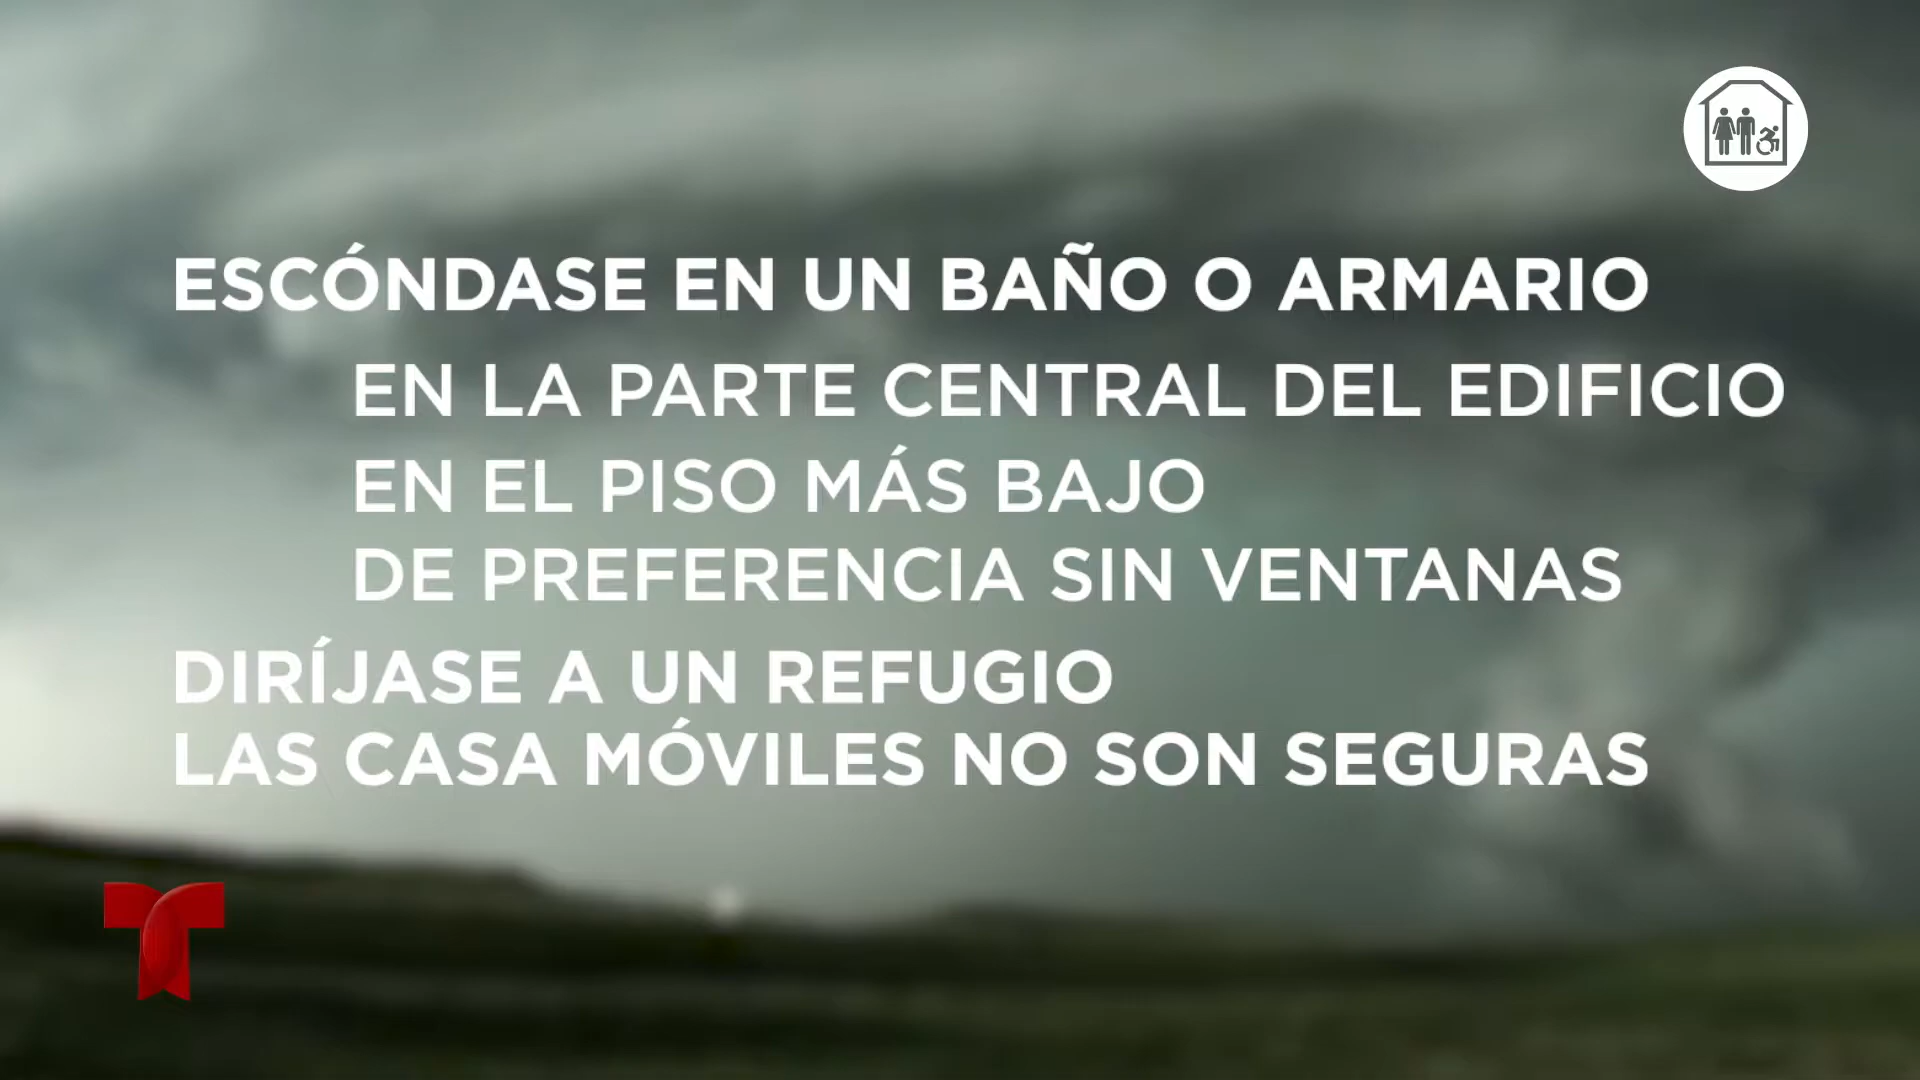 ESCÓNDASE EN UN BAÑO O ARMARIO
EN LA PARTE CENTRAL DEL EDIFICIO
EN EL PISO MÁS BAJO
DE PREFERENCIA SIN VENTANAS
DIRÍJASE A UN REFUGIO
LAS CASA MÓVILES NO SON SEGURAS